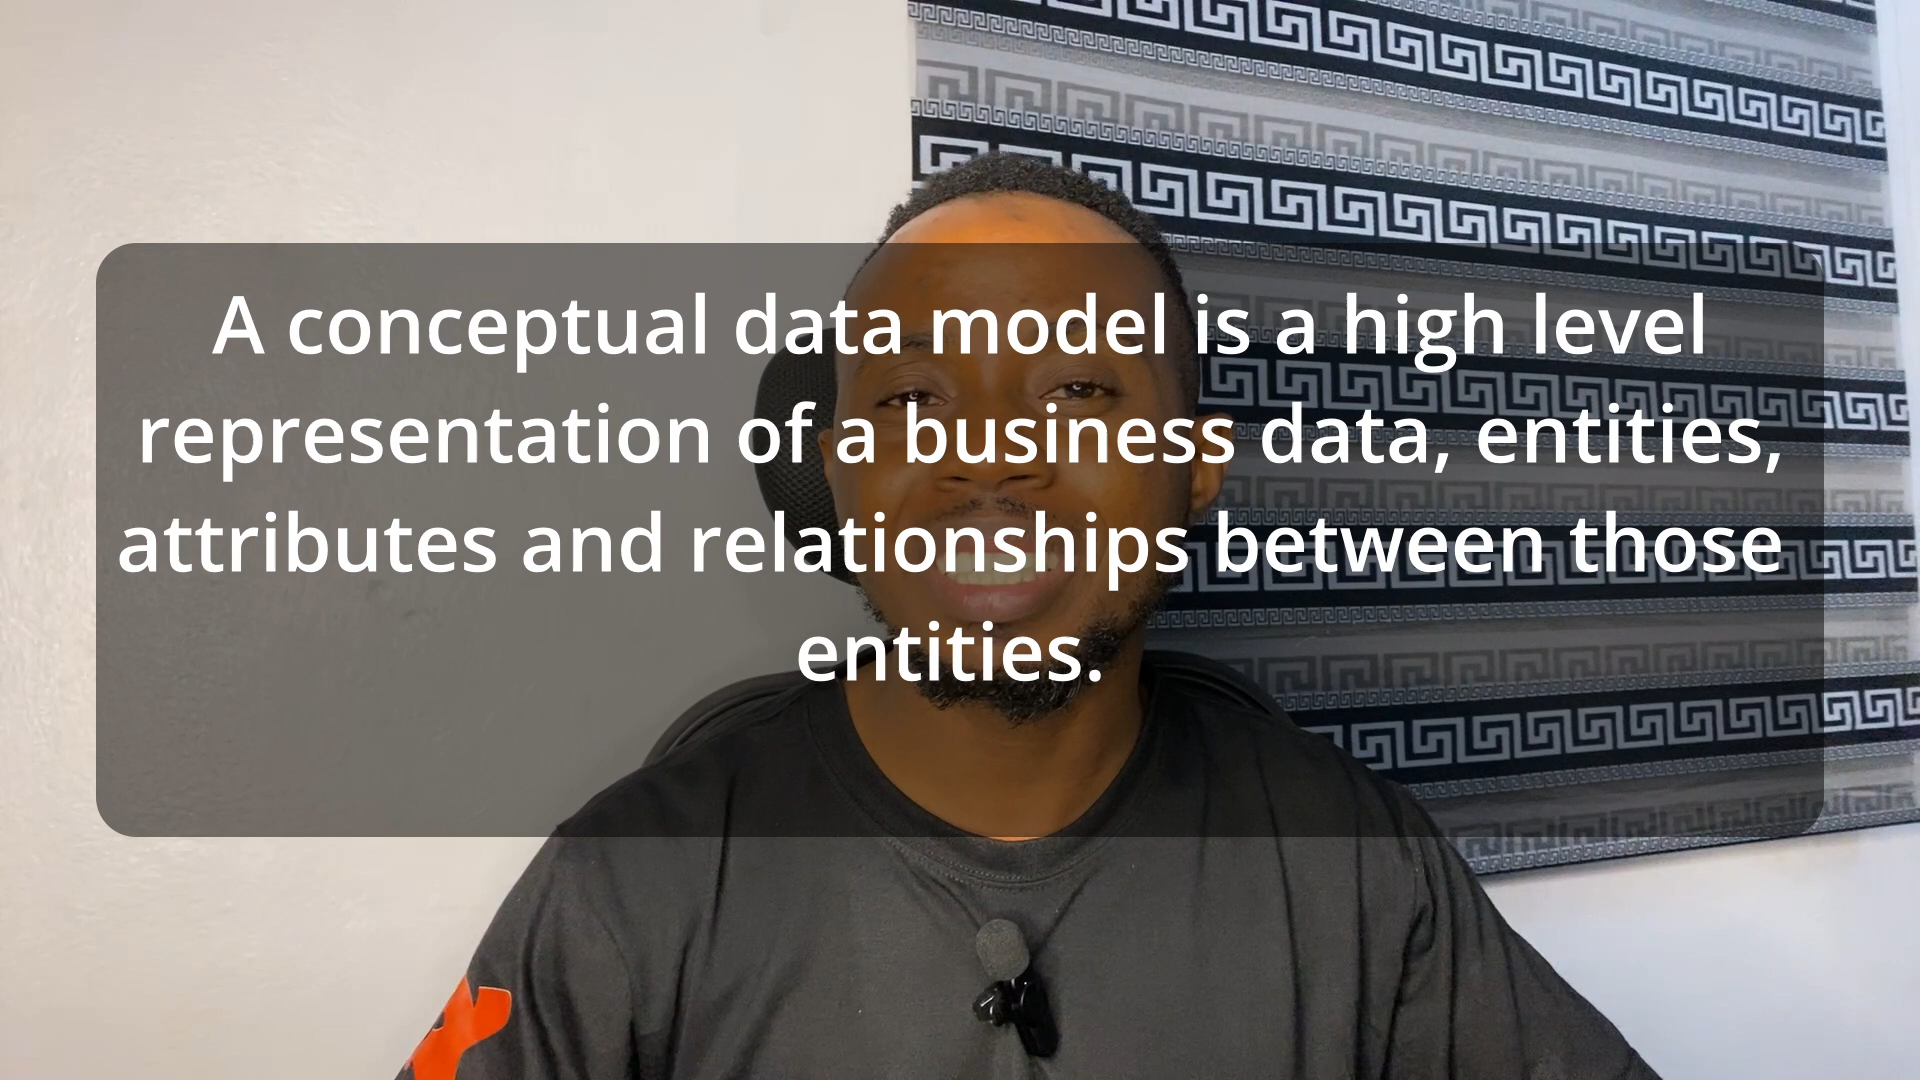 A conceptual data model is a high level
representation of a business data, entities,
attributes and relationships between those
entities.